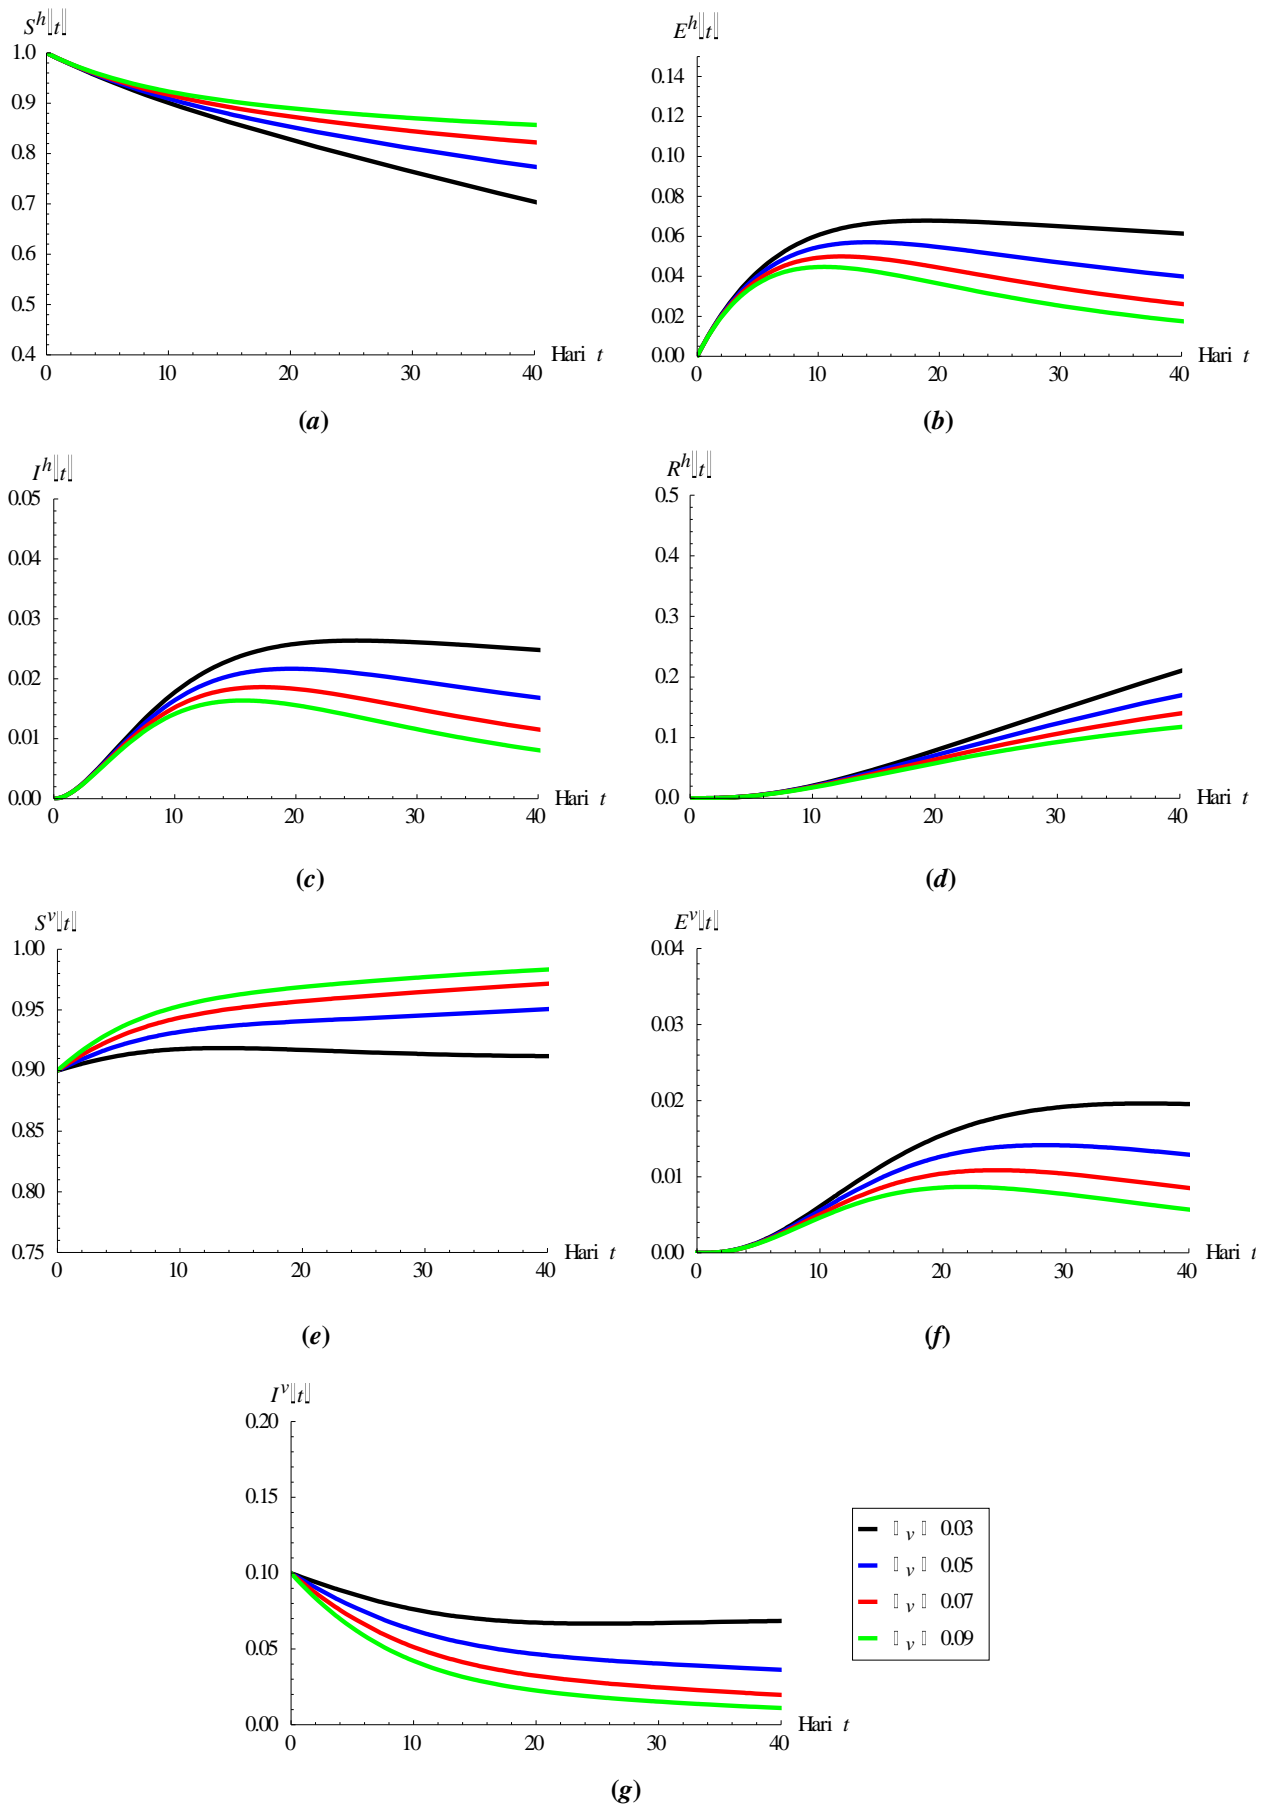 S^h[t]
1.0
0.9
0.8
0.7
0.6
0.5
0.4
0 10 20 30 40
Hari t
(a)
E^h[t]
0.14
0.12
0.10
0.08
0.06
0.04
0.02
0.00
0 10 20 30 40
Hari t
(b)
I^h[t]
0.05
0.04
0.03
0.02
0.01
0.00
0 10 20 30 40
Hari t
(c)
R^h[t]
0.5
0.4
0.3
0.2
0.1
0.0
0 10 20 30 40
Hari t
(d)
S^v[t]
1.00
0.95
0.90
0.85
0.80
0.75
0 10 20 30 40
Hari t
(e)
E^v[t]
0.04
0.03
0.02
0.01
0.00
0 10 20 30 40
Hari t
(f)
I^v[t]
0.20
0.15
0.10
0.05
0.00
0 10 20 30 40
Hari t
(g)
v 0.03
v 0.05
v 0.07
v 0.09